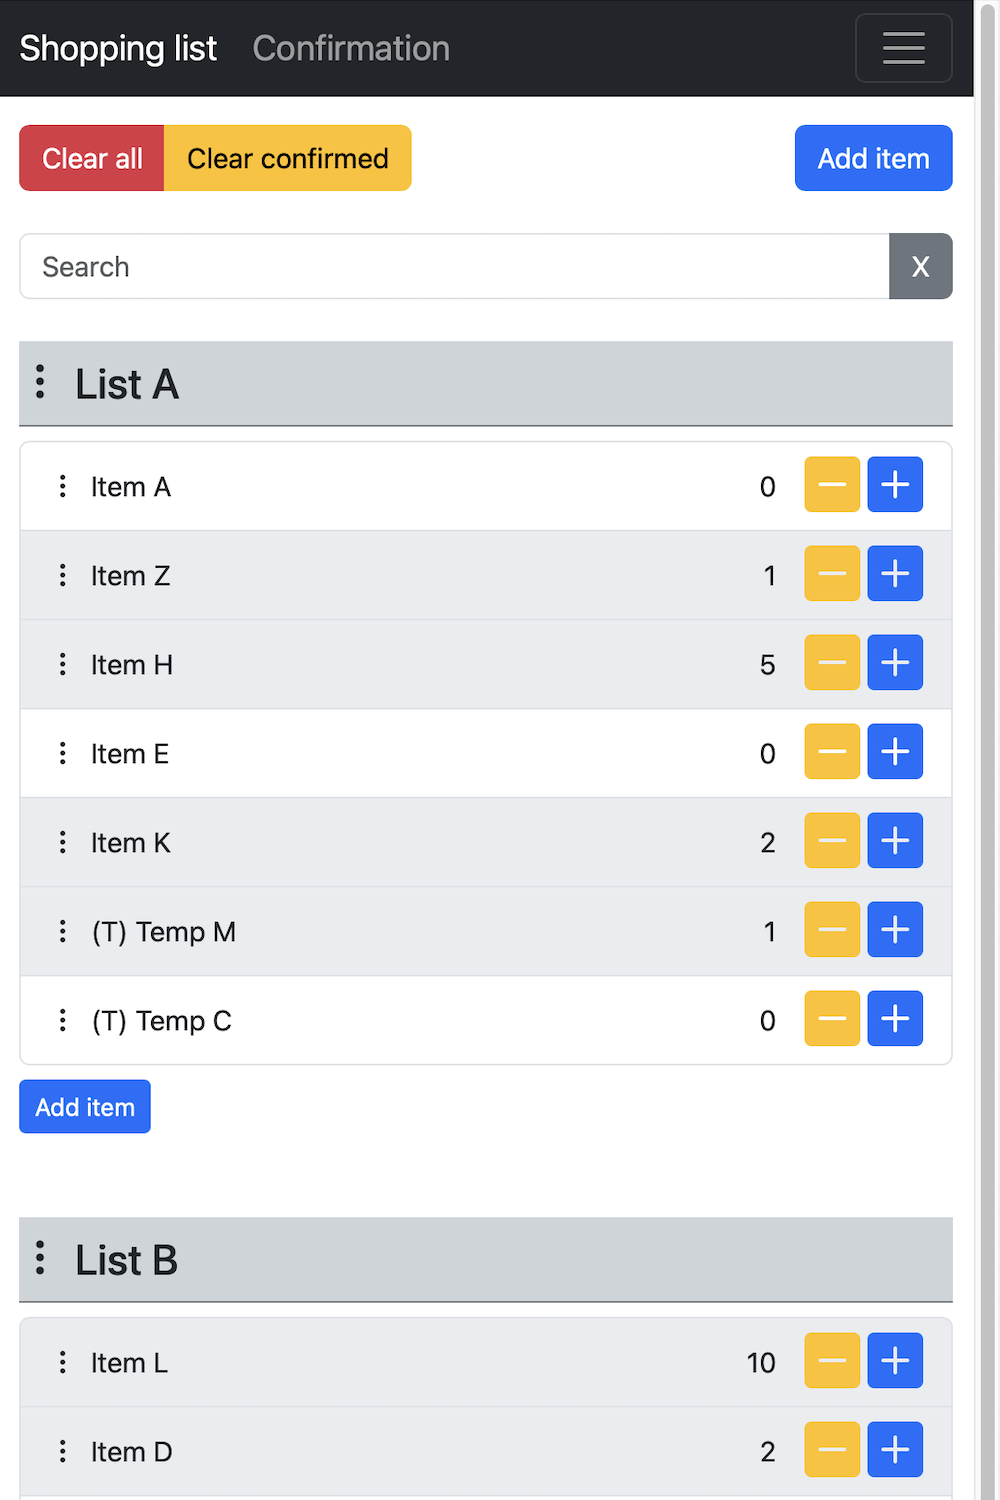 Shopping list Confirmation
Clear all Clear confirmed Add item
Search X
List A
Item A 0
Item Z 1
Item H 5
Item E 0
Item K 2
(T) Temp M 1
(T) Temp C 0
Add item
List B
Item L 10
Item D 2